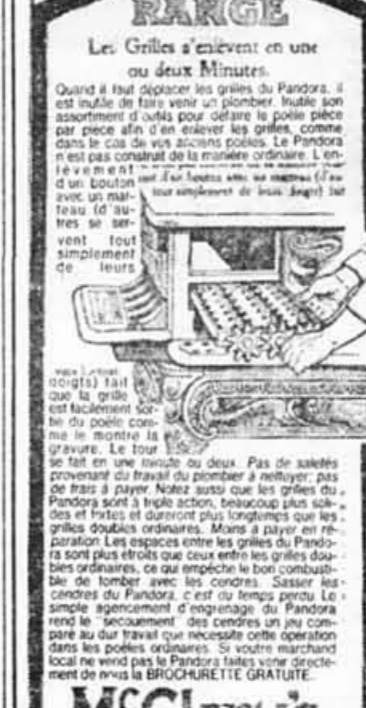 RANGE
Les Grilles s'enlèvent en une
ou deux Minutes.
Quand il faut déplacer les grilles du Pandora, il
est inutile de faire venir un plombier. Inutile son
assortiment d'outils pour défaire le poêle pièce
par pièce afin d'en enlever les grilles, comme
dans le cas de vos anciens poêles. Le Pandora
n'est pas construit de la manière ordinaire. L'en-
lèvement
d'un bouton
avec un mar-
teau (d'au-
tres se ser-
vent tout
simplement
de leurs
doigts) fait
que la grille
est facilement sor-
tie du poêle com-
me le montre la
gravure. Le tour
se fait en une minute ou deux. Pas de saletés
provenant du travail du plombier à nettoyer; pas
de frais à payer. Notez aussi que les grilles du
Pandora sont à triple action, beaucoup plus soli-
des et fortes et dureront plus longtemps que les
grilles doubles ordinaires. Moins à payer en ré-
paration. Les espaces entre les grilles du Pando-
ra sont plus étroits que ceux entre les grilles dou-
bles ordinaires, ce qui empêche le bon combusti-
ble de tomber avec les cendres. Sasser les
cendres du Pandora, c'est du temps perdu. Le
simple agencement d'engrenage du Pandora
rend le "secouement" des cendres un jeu com-
paré au dur travail que nécessite cette opération
dans les poêles ordinaires. Si voutre marchand
local ne vend pas le Pandora faites venir directe-
ment de nous la BROCHURETTE GRATUITE.